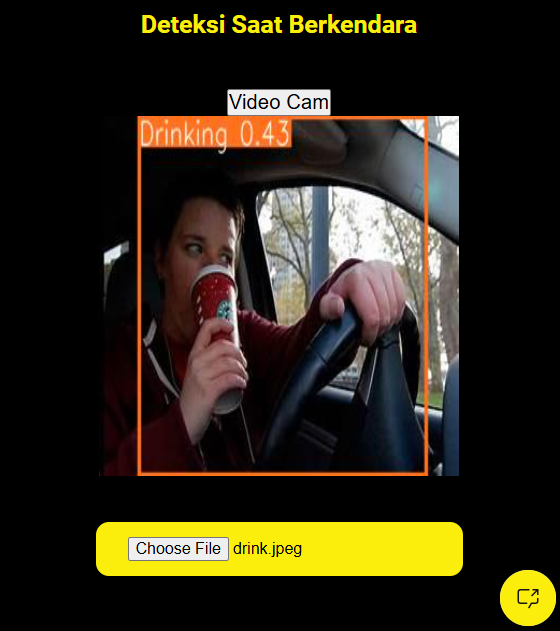 Deteksi Saat Berkendara
Video Cam
Drinking 0.43
Choose File drink.jpeg